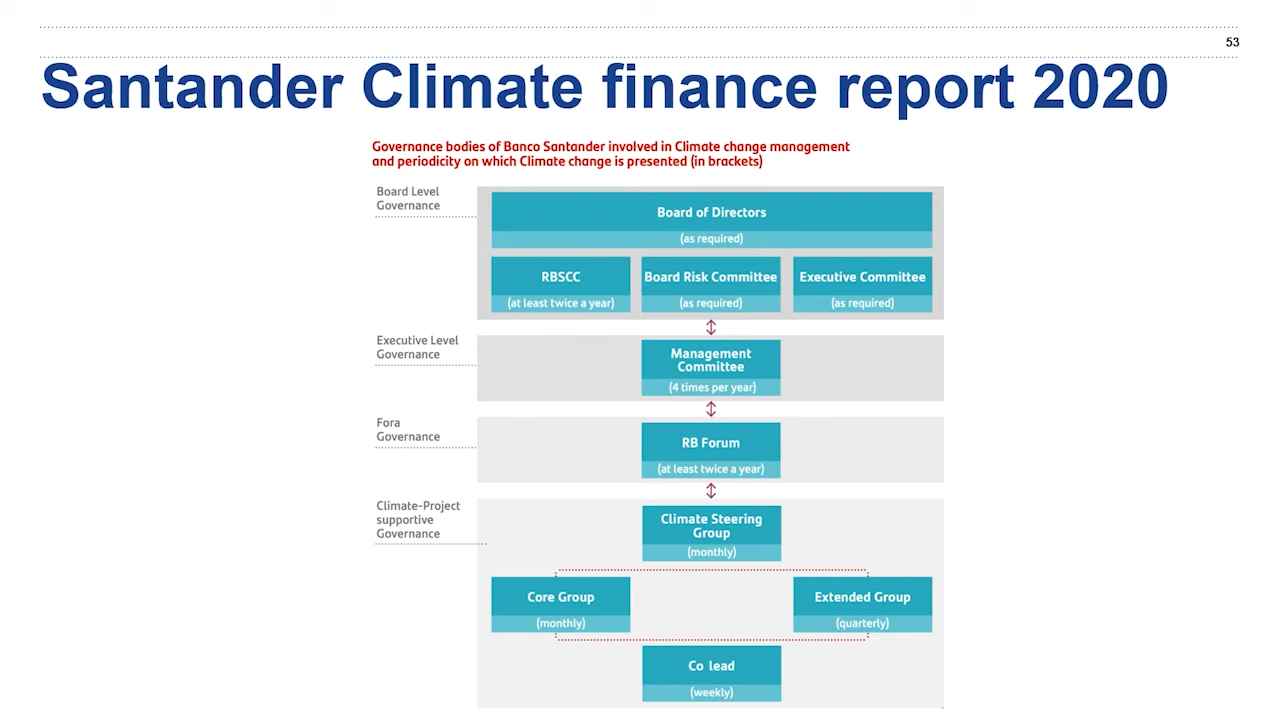 53
Santander Climate finance report 2020
Governance bodies of Banco Santander involved in Climate change management
and periodicity on which Climate change is presented (in brackets)
Board Level
Governance
Board of Directors
(as required)
RBSCC
(at least twice a year)
Board Risk Committee
(as required)
Executive Committee
(as required)
Executive Level
Governance
Management
Committee
(4 times per year)
Fora
Governance
RB Forum
(at least twice a year)
Climate-Project
supportive
Governance
Climate Steering
Group
(monthly)
Core Group
(monthly)
Extended Group
(quarterly)
Co lead
(weekly)